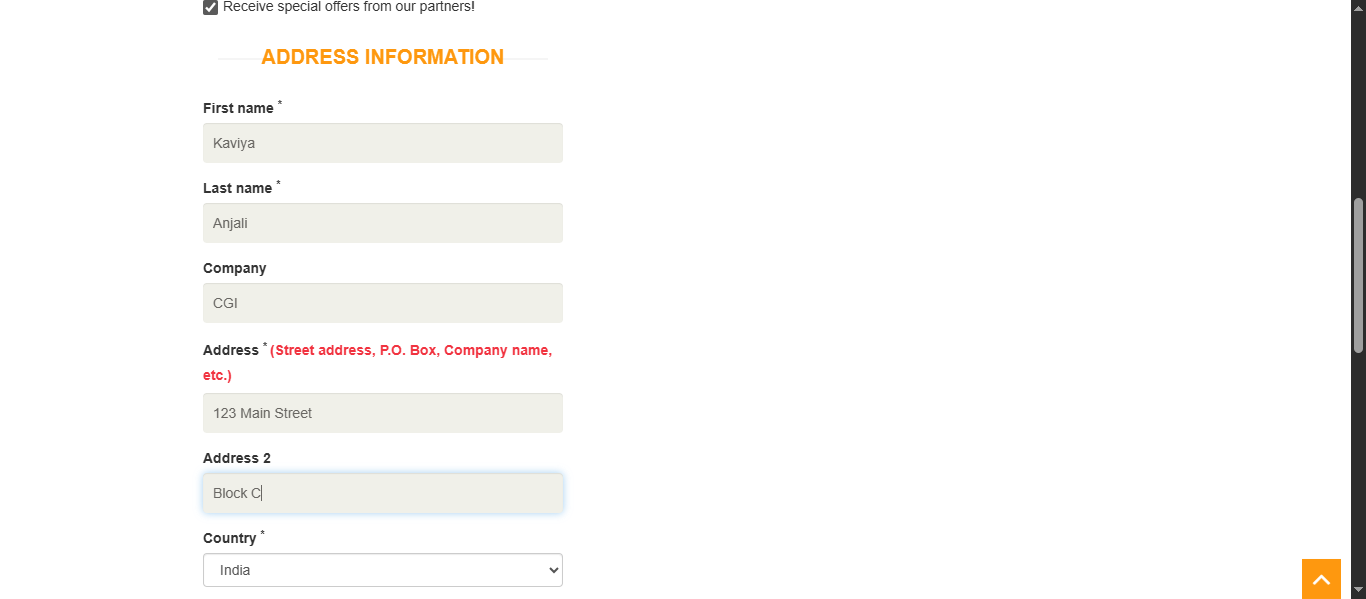 Receive special offers from our partners!
ADDRESS INFORMATION
First name *
Kaviya
Last name *
Anjali
Company
CGI
Address * (Street address, P.O. Box, Company name,
etc.)
123 Main Street
Address 2
Block C
Country *
India